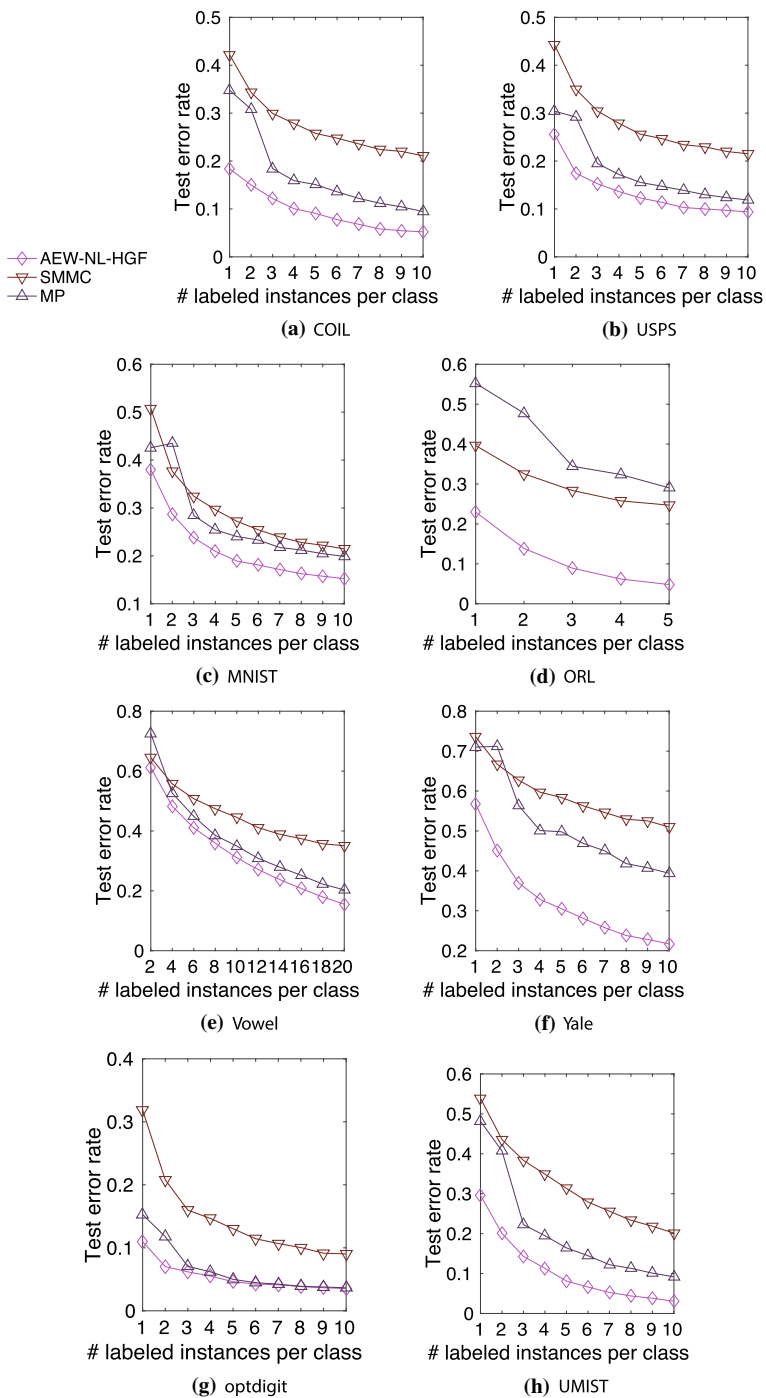 0.5
0.4
0.3
0.2
0.1
0
Test error rate
1 2 3 4 5 6 7 8 9 10
# labeled instances per class
(a) COIL
0.5
0.4
0.3
0.2
0.1
0
Test error rate
1 2 3 4 5 6 7 8 9 10
# labeled instances per class
(b) USPS
AEW-NL-HGF
SMMC
MP
0.6
0.5
0.4
0.3
0.2
0.1
Test error rate
1 2 3 4 5 6 7 8 9 10
# labeled instances per class
(c) MNIST
0.6
0.5
0.4
0.3
0.2
0.1
0
Test error rate
1 2 3 4 5
# labeled instances per class
(d) ORL
0.8
0.6
0.4
0.2
0
Test error rate
2 4 6 8 10 12 14 16 18 20
# labeled instances per class
(e) Vowel
0.8
0.7
0.6
0.5
0.4
0.3
0.2
Test error rate
1 2 3 4 5 6 7 8 9 10
# labeled instances per class
(f) Yale
0.4
0.3
0.2
0.1
0
Test error rate
1 2 3 4 5 6 7 8 9 10
# labeled instances per class
(g) optdigit
0.6
0.5
0.4
0.3
0.2
0.1
0
Test error rate
1 2 3 4 5 6 7 8 9 10
# labeled instances per class
(h) UMIST